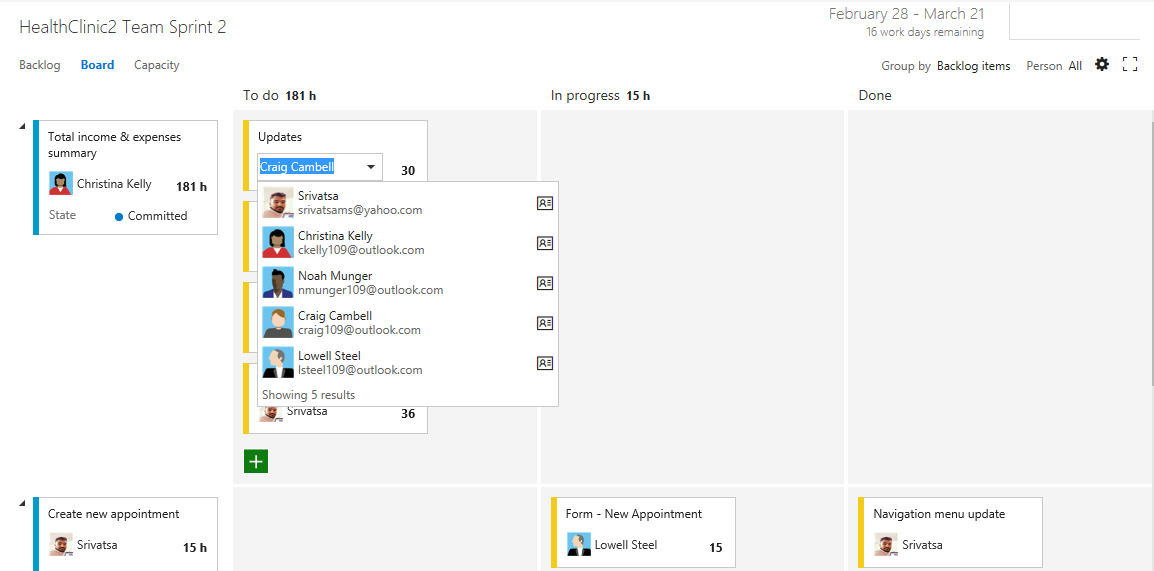 HealthClinic2 Team Sprint 2
February 28 - March 21
16 work days remaining
Backlog Board Capacity
Group by Backlog items Person All
To do 181 h
In progress 15 h
Done
Total income & expenses
summary
Christina Kelly 181 h
State Committed
Updates
Craig Cambell 30
Srivatsa
srivatsams@yahoo.com
Christina Kelly
ckelly109@outlook.com
Noah Munger
nmunger109@outlook.com
Craig Cambell
craig109@outlook.com
Lowell Steel
lsteel109@outlook.com
Showing 5 results
Srivatsa 36
Create new appointment
Srivatsa 15 h
Form - New Appointment
Lowell Steel 15
Navigation menu update
Srivatsa